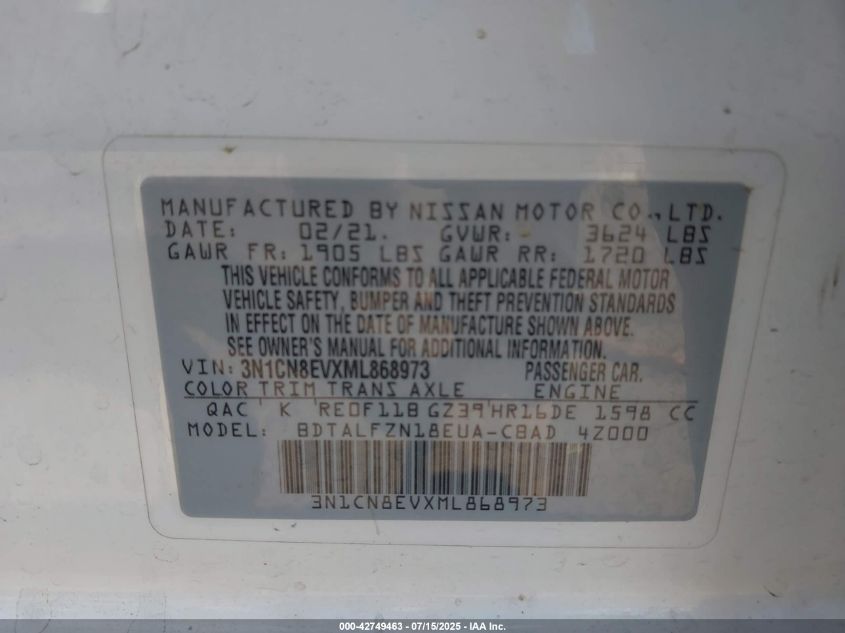 MANUFACTURED BY NISSAN MOTOR CO., LTD.
DATE: 02/21. GVWR: 3624 LBS
GAWR FR: 1905 LBS GAWR RR: 1720 LBS
THIS VEHICLE CONFORMS TO ALL APPLICABLE FEDERAL MOTOR
VEHICLE SAFETY, BUMPER AND THEFT PREVENTION STANDARDS
IN EFFECT ON THE DATE OF MANUFACTURE SHOWN ABOVE.
SEE OWNER'S MANUAL FOR ADDITIONAL INFORMATION.
VIN: 3N1CN8EVXML868973 PASSENGER CAR.
COLOR TRIM TRANS AXLE ENGINE
QAC K RE0F11B GZ39 HR16DE 1598 CC
MODEL: BDTALFZN18EUA-CBAD 4Z000
3N1CN8EVXML868973
000-42749463 - 07/15/2025 - IAA Inc.